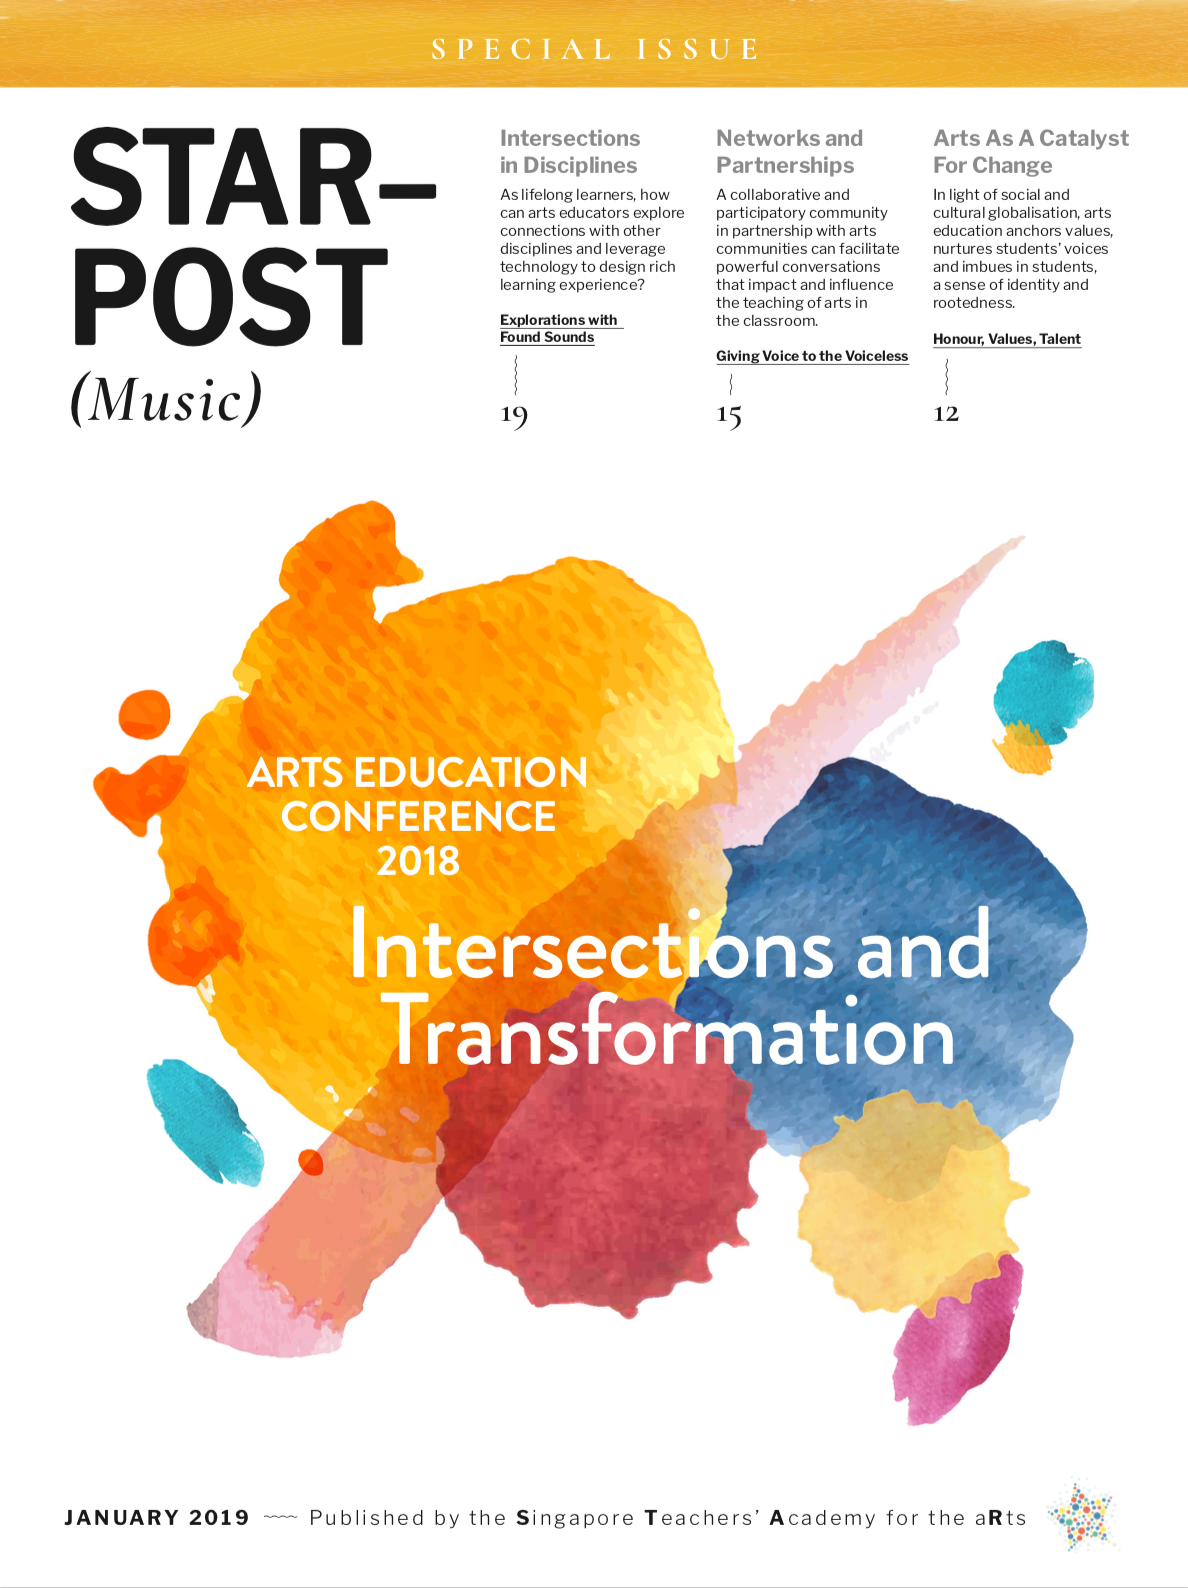 SPECIAL ISSUE
STAR–
POST
(Music)
Intersections
in Disciplines
As lifelong learners, how
can arts educators explore
connections with other
disciplines and leverage
technology to design rich
learning experience?
Explorations with
Found Sounds
19
Networks and
Partnerships
A collaborative and
participatory community
in partnership with arts
communities can facilitate
powerful conversations
that impact and influence
the teaching of arts in
the classroom.
Giving Voice to the Voiceless
15
Arts As A Catalyst
For Change
In light of social and
cultural globalisation, arts
education anchors values,
nurtures students’ voices
and imbues in students,
a sense of identity and
rootedness.
Honour, Values, Talent
12
ARTS EDUCATION
CONFERENCE
2018
Intersections and
Transformation
JANUARY 2019 Published by the Singapore Teachers’ Academy for the aRts